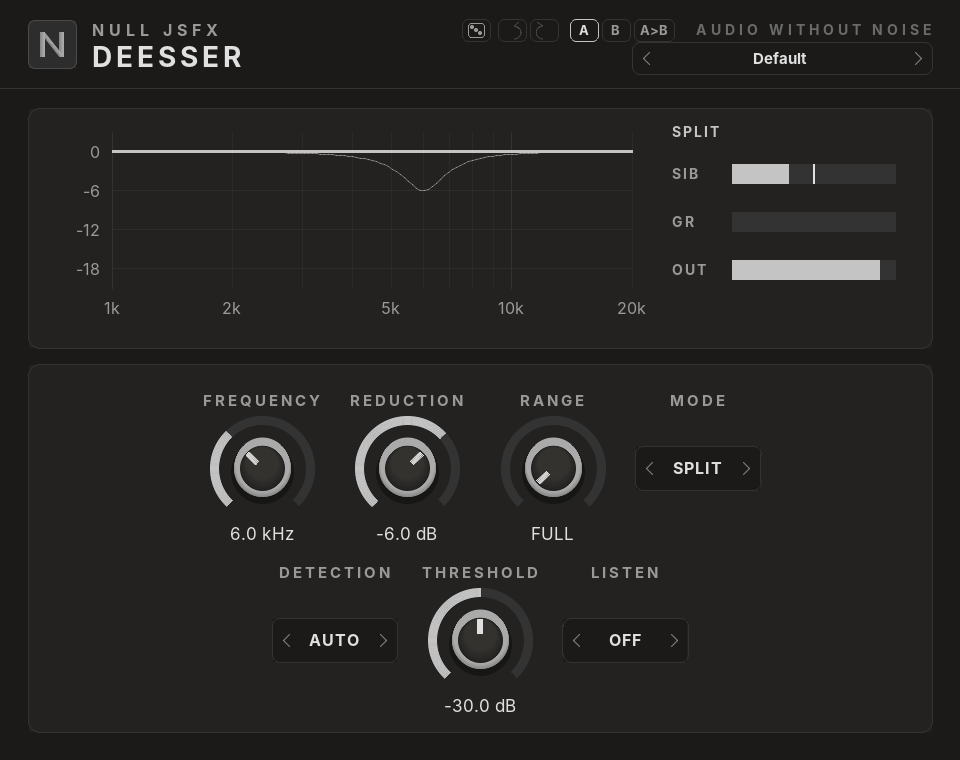 N
NULL JSFX
DEESSER
A
B
A>B
AUDIO WITHOUT NOISE
Default
0
-6
-12
-18
1k
2k
5k
10k
20k
SPLIT
SIB
GR
OUT
FREQUENCY
REDUCTION
RANGE
MODE
SPLIT
6.0 kHz
-6.0 dB
FULL
DETECTION
THRESHOLD
LISTEN
AUTO
OFF
-30.0 dB